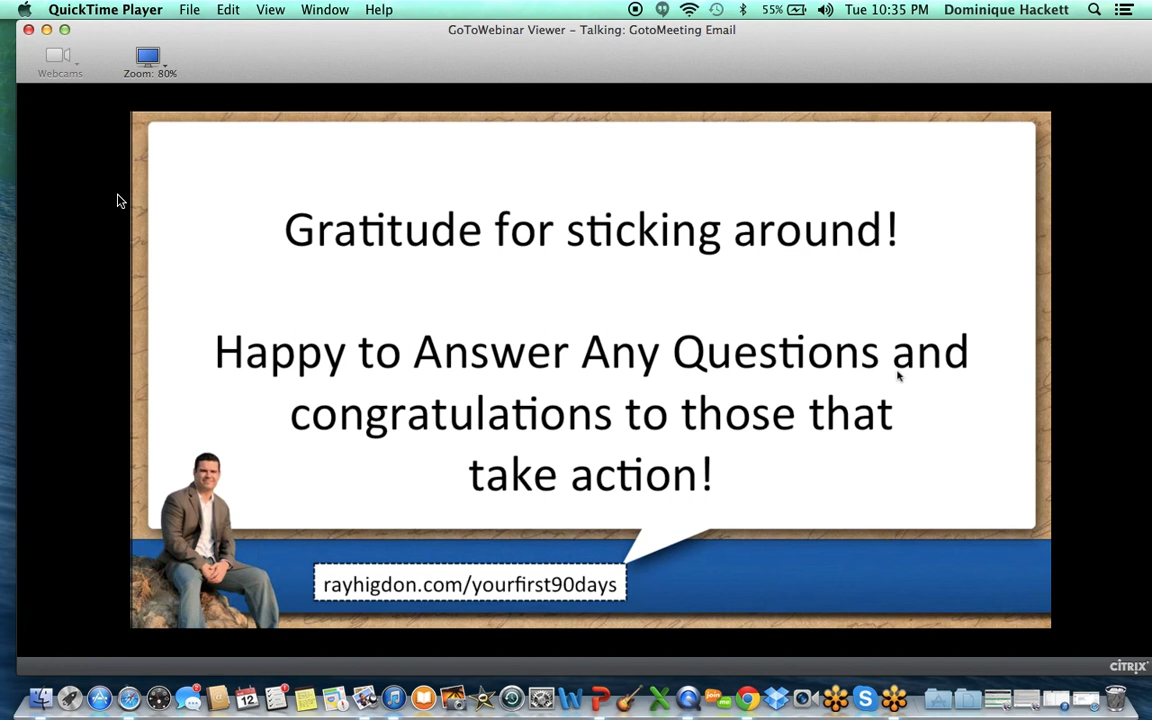 QuickTime Player File Edit View Window Help 55% Tue 10:35 PM Dominique Hackett
GoToWebinar Viewer – Talking: GotoMeeting Email
Webcams Zoom: 80%
Gratitude for sticking around!
Happy to Answer Any Questions and
congratulations to those that
take action!
rayhigdon.com/yourfirst90days
CITRIX